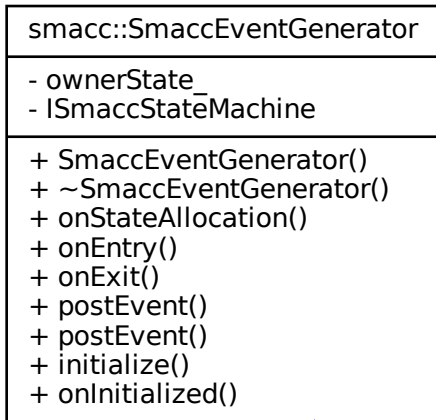 smacc::SmaccEventGenerator
- ownerState_
- ISmaccStateMachine
+ SmaccEventGenerator()
+ ~SmaccEventGenerator()
+ onStateAllocation()
+ onEntry()
+ onExit()
+ postEvent()
+ postEvent()
+ initialize()
+ onInitialized()